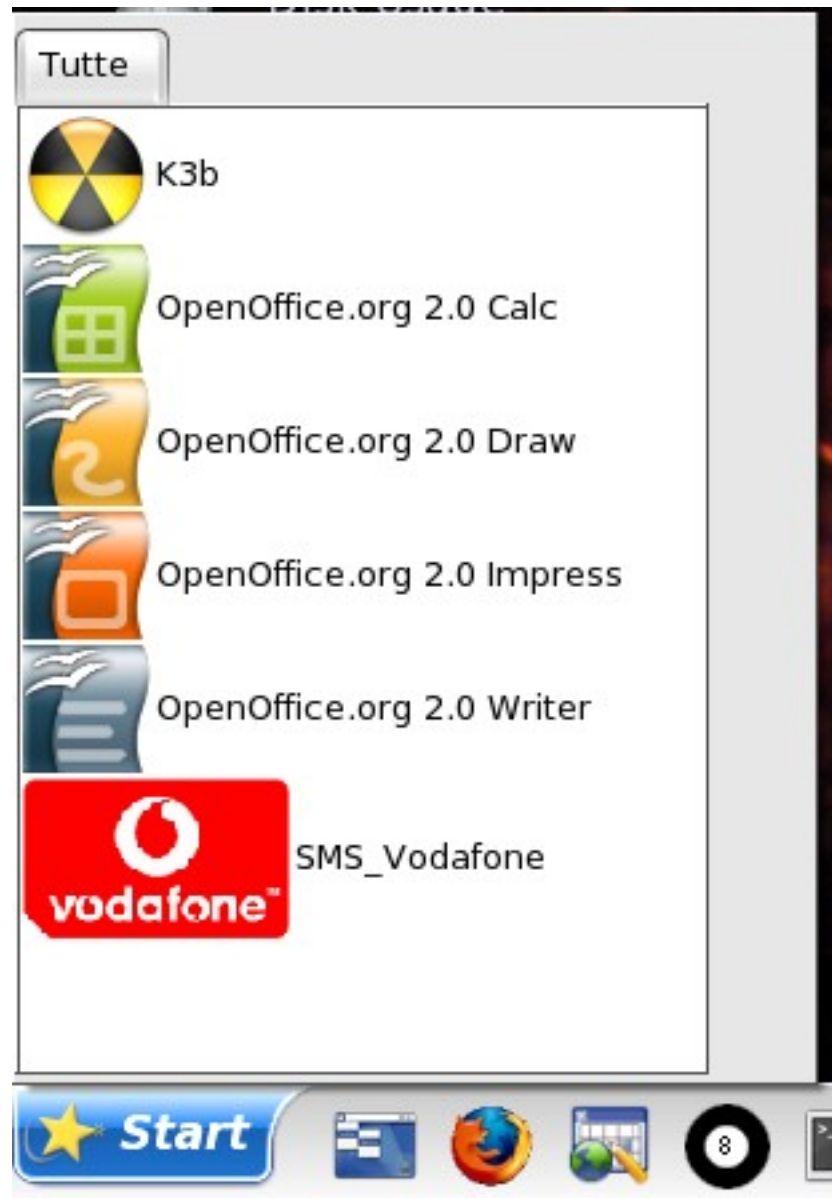 Tutte
K3b
OpenOffice.org 2.0 Calc
OpenOffice.org 2.0 Draw
OpenOffice.org 2.0 Impress
OpenOffice.org 2.0 Writer
vodafone™ SMS_Vodafone
Start
8
>